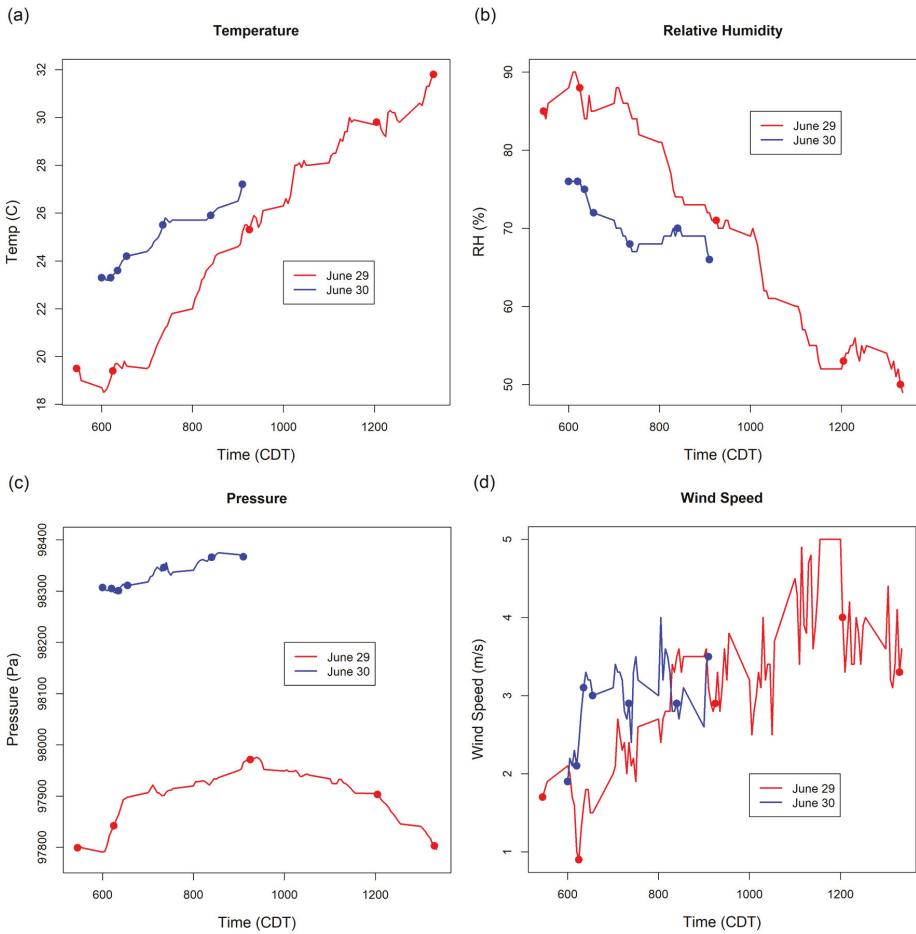 (a)
Temperature
Temp (C)
18 20 22 24 26 28 30 32
600 800 1000 1200
Time (CDT)
June 29
June 30
(b)
Relative Humidity
RH (%)
50 60 70 80 90
600 800 1000 1200
Time (CDT)
June 29
June 30
(c)
Pressure
Pressure (Pa)
97800 97900 98000 98100 98200 98300 98400
600 800 1000 1200
Time (CDT)
June 29
June 30
(d)
Wind Speed
Wind Speed (m/s)
1 2 3 4 5
600 800 1000 1200
Time (CDT)
June 29
June 30